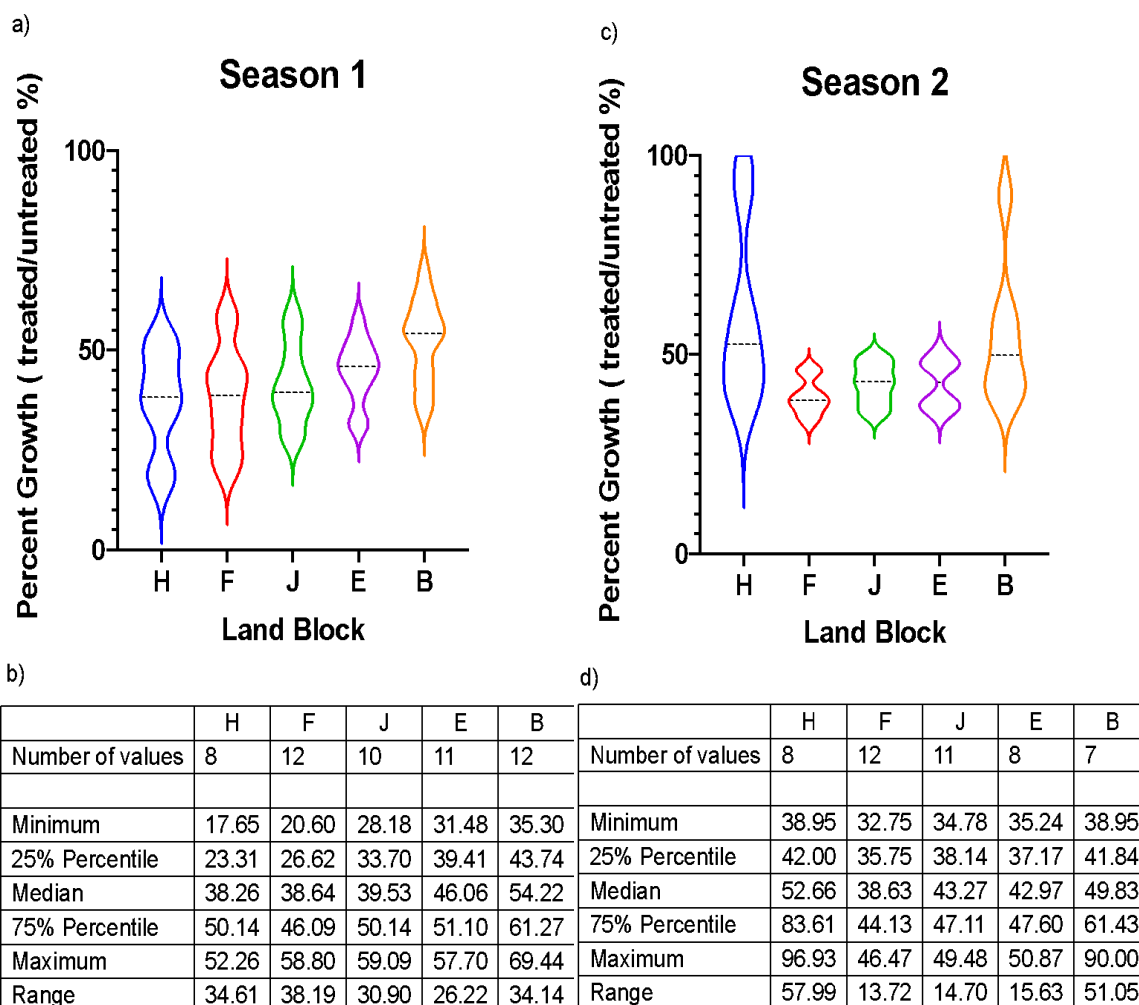 a)
Season 1
Percent Growth ( treated/untreated %)
100
50
0
H F J E B
Land Block
c)
Season 2
Percent Growth ( treated/untreated %)
100
50
0
H F J E B
Land Block
b)
H F J E B
Number of values 8 12 10 11 12
Minimum 17.65 20.60 28.18 31.48 35.30
25% Percentile 23.31 26.62 33.70 39.41 43.74
Median 38.26 38.64 39.53 46.06 54.22
75% Percentile 50.14 46.09 50.14 51.10 61.27
Maximum 52.26 58.80 59.09 57.70 69.44
Range 34.61 38.19 30.90 26.22 34.14
d)
H F J E B
Number of values 8 12 11 8 7
Minimum 38.95 32.75 34.78 35.24 38.95
25% Percentile 42.00 35.75 38.14 37.17 41.84
Median 52.66 38.63 43.27 42.97 49.83
75% Percentile 83.61 44.13 47.11 47.60 61.43
Maximum 96.93 46.47 49.48 50.87 90.00
Range 57.99 13.72 14.70 15.63 51.05